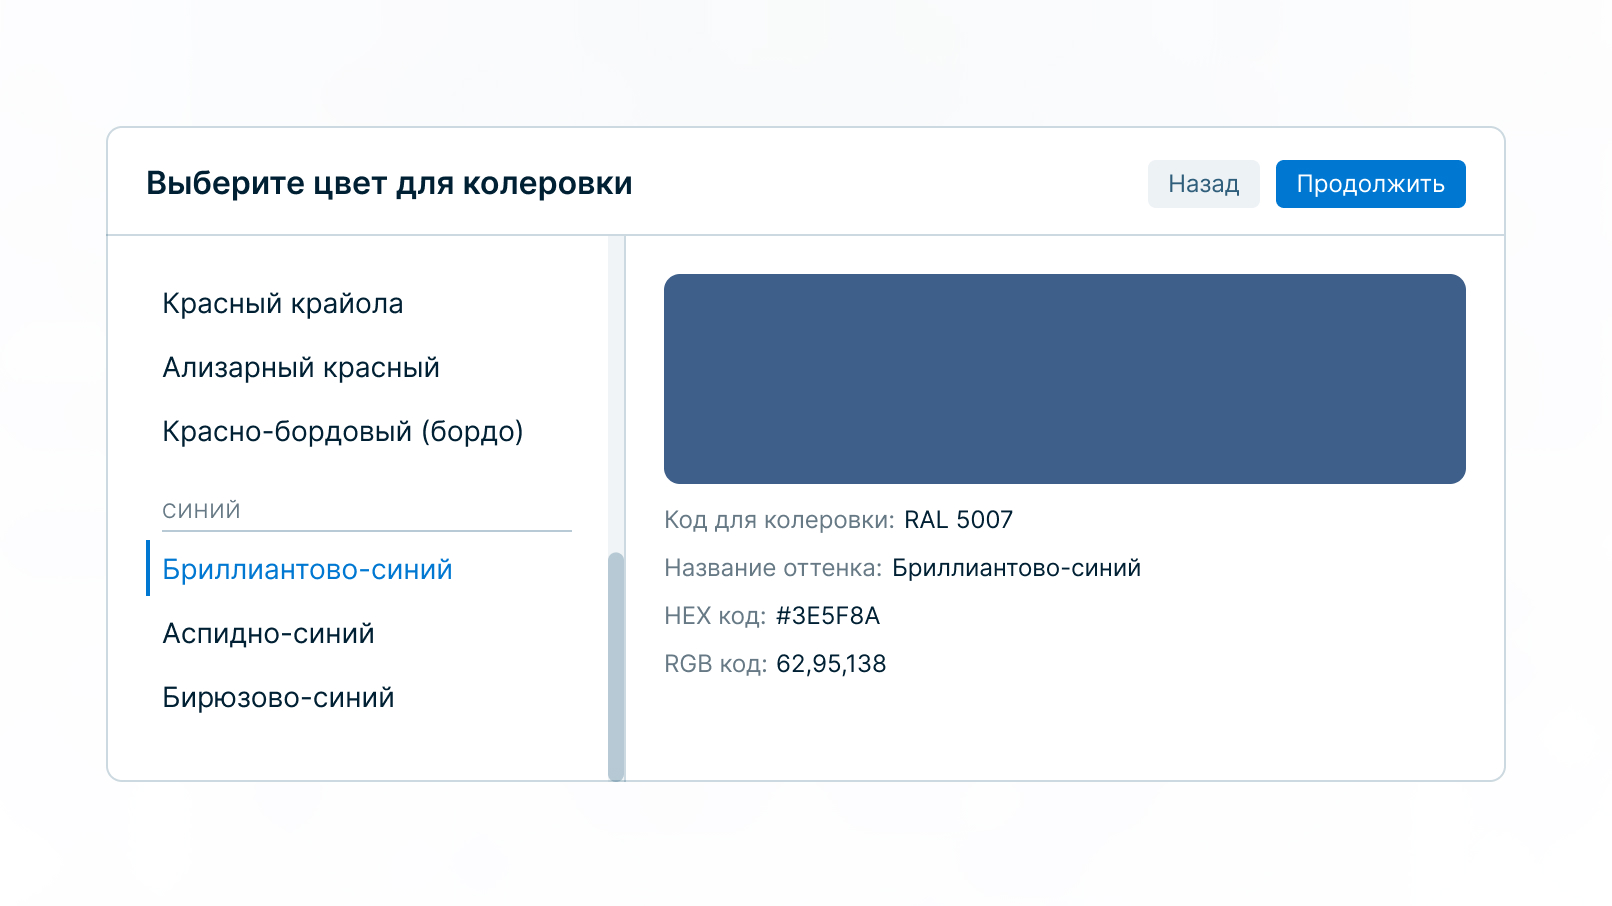 Выберите цвет для колеровки
Назад
Продолжить
Красный крайола
Ализарный красный
Красно-бордовый (бордо)
СИНИЙ
Бриллиантово-синий
Аспидно-синий
Бирюзово-синий
Код для колеровки: RAL 5007
Название оттенка: Бриллиантово-синий
HEX код: #3E5F8A
RGB код: 62,95,138